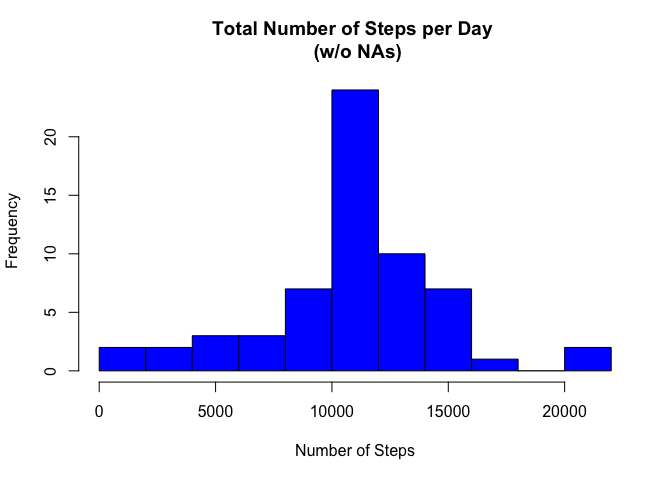 Total Number of Steps per Day
(w/o NAs)
Frequency
20
15
10
5
0
0 5000 10000 15000 20000
Number of Steps